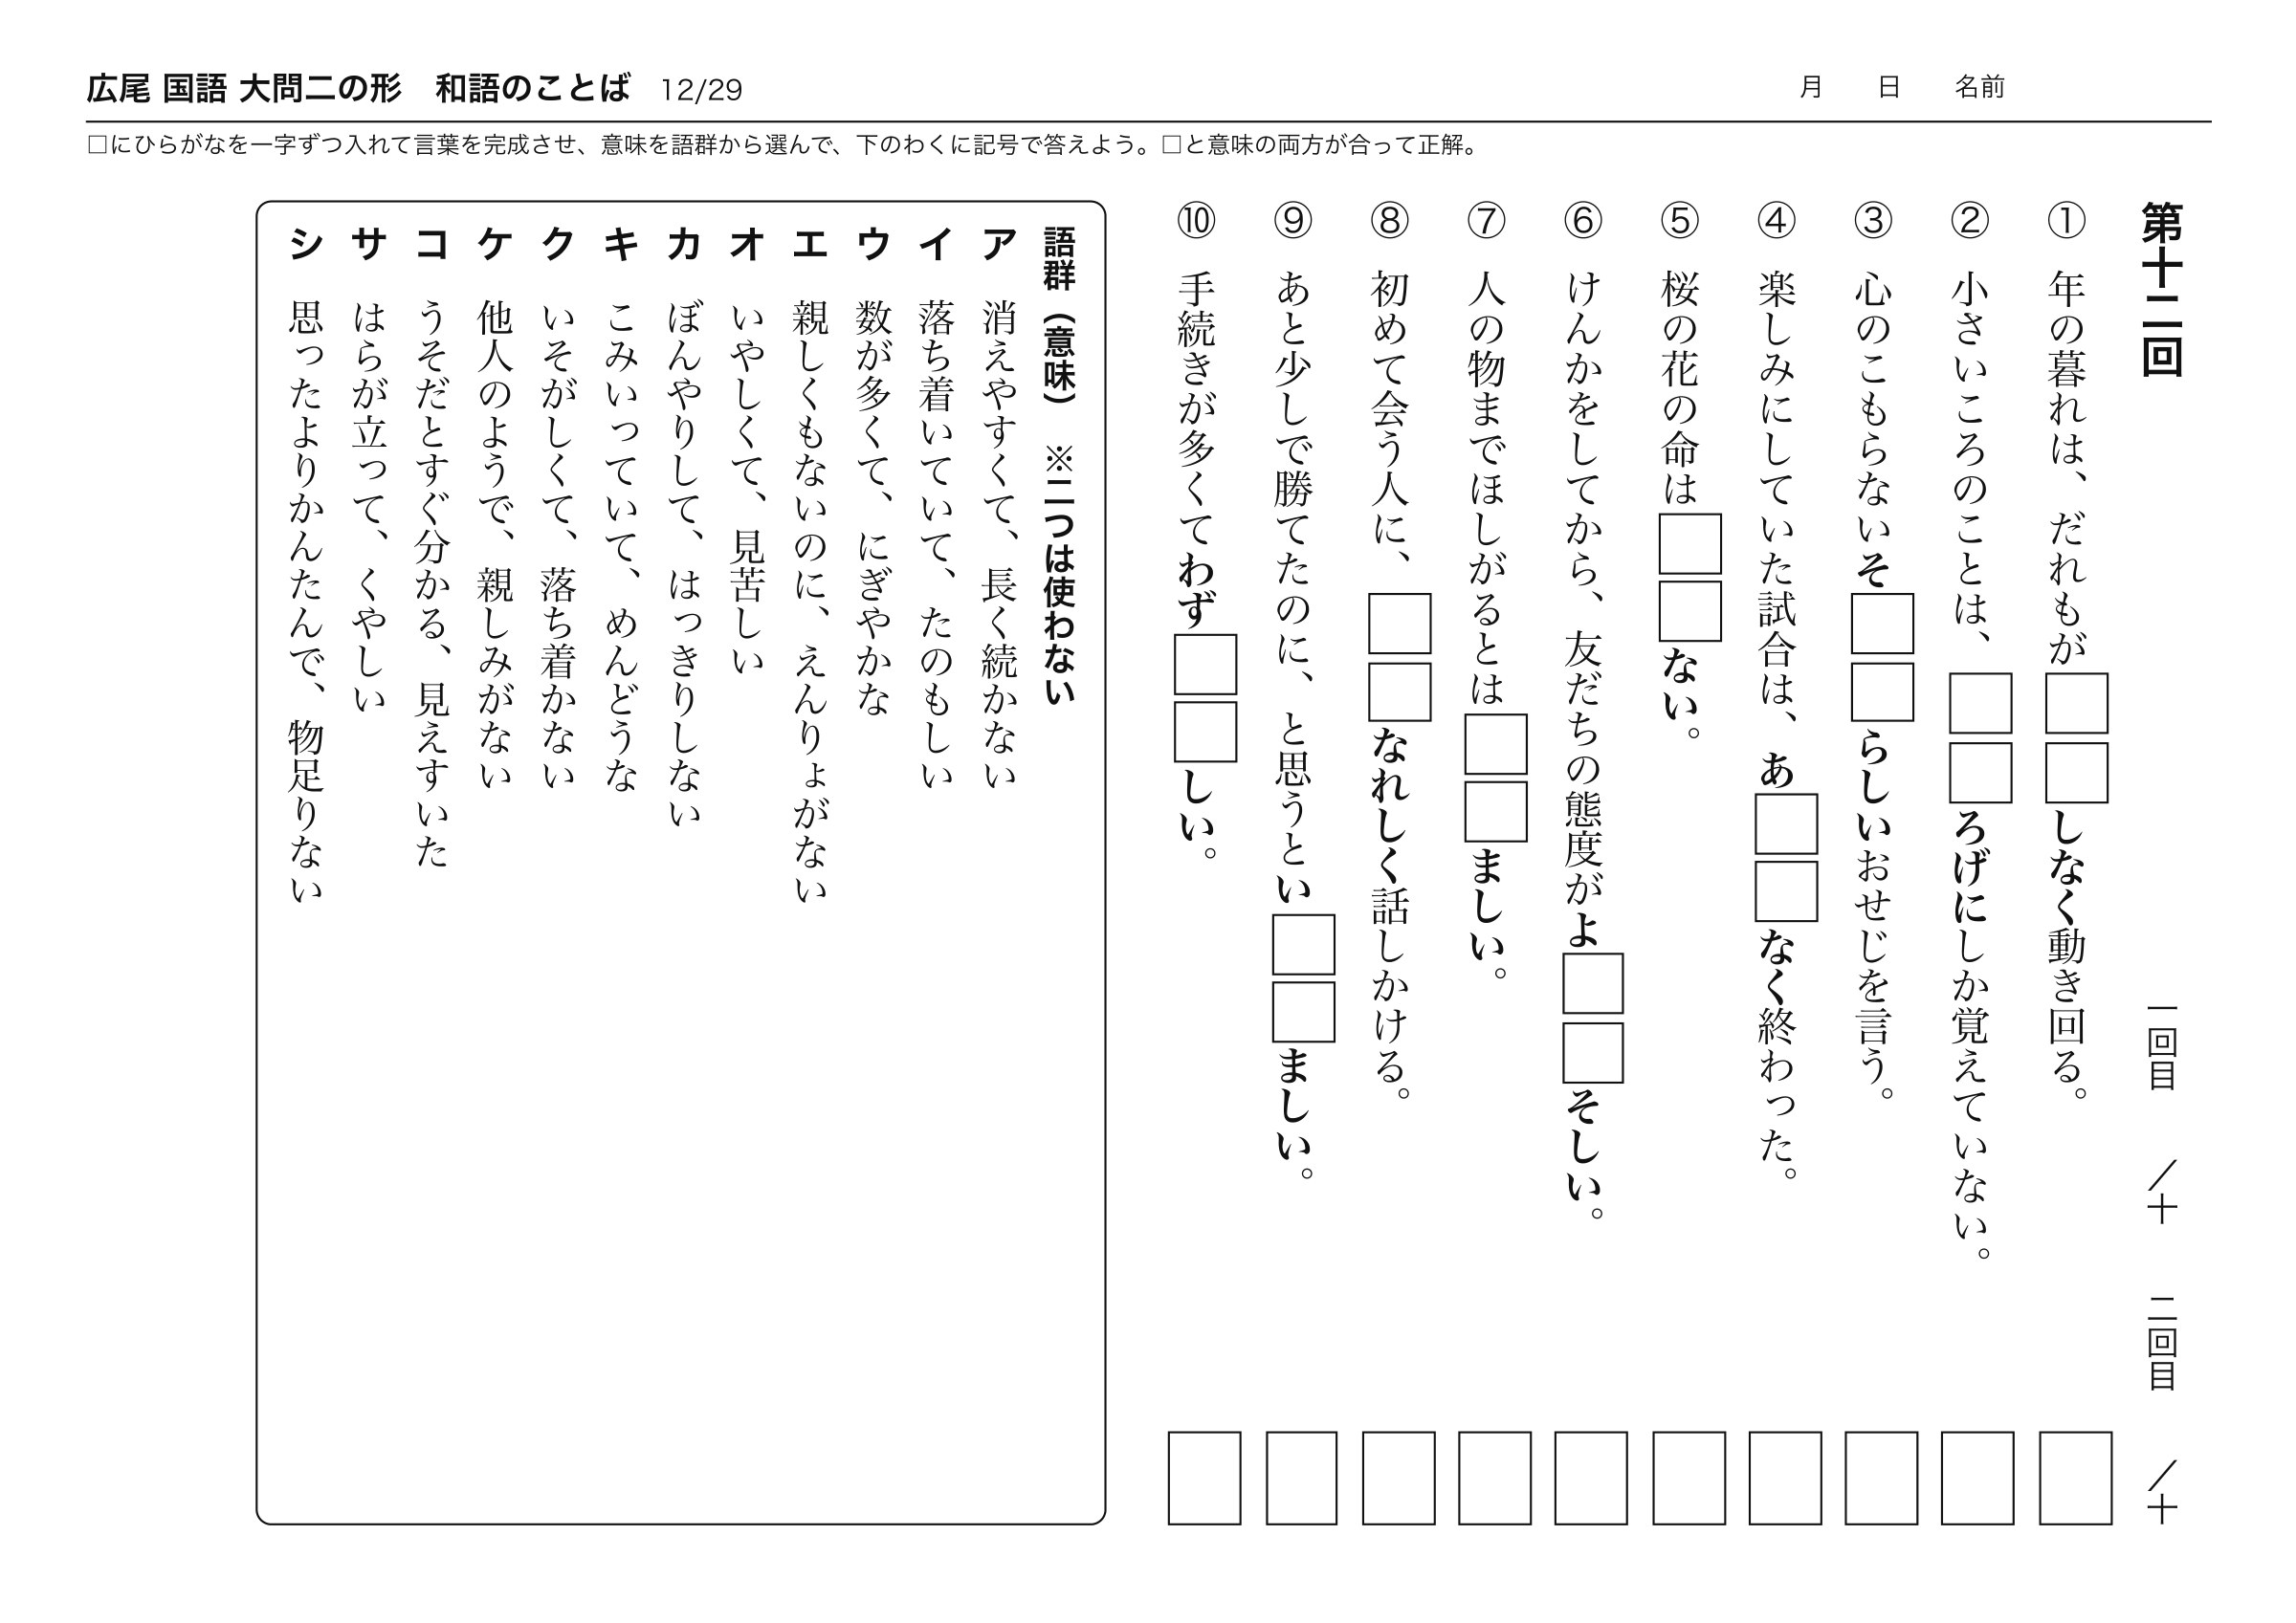 広尾 国語 大問二の形　和語のことば　12/29　月　日　名前
□にひらがなを一字ずつ入れて言葉を完成させ、意味を語群から選んで、下のわくに記号で答えよう。□と意味の両方が合って正解。
第十二回　一回目　／十　二回目　／十
① 年の暮れは、だれもが□□しなく動き回る。
② 小さいころのことは、□□ろげにしか覚えていない。
③ 心のこもらないそ□□らしいおせじを言う。
④ 楽しみにしていた試合は、あ□□なく終わった。
⑤ 桜の花の命は□□ない。
⑥ けんかをしてから、友だちの態度がよ□□そしい。
⑦ 人の物までほしがるとは□□ましい。
⑧ 初めて会う人に、□□なれしく話しかける。
⑨ あと少しで勝てたのに、と思うとい□□ましい。
⑩ 手続きが多くてわず□□しい。
語群（意味）　※二つは使わない
ア　消えやすくて、長く続かない
イ　落ち着いていて、たのもしい
ウ　数が多くて、にぎやかな
エ　親しくもないのに、えんりょがない
オ　いやしくて、見苦しい
カ　ぼんやりして、はっきりしない
キ　こみいっていて、めんどうな
ク　いそがしくて、落ち着かない
ケ　他人のようで、親しみがない
コ　うそだとすぐ分かる、見えすいた
サ　はらが立って、くやしい
シ　思ったよりかんたんで、物足りない